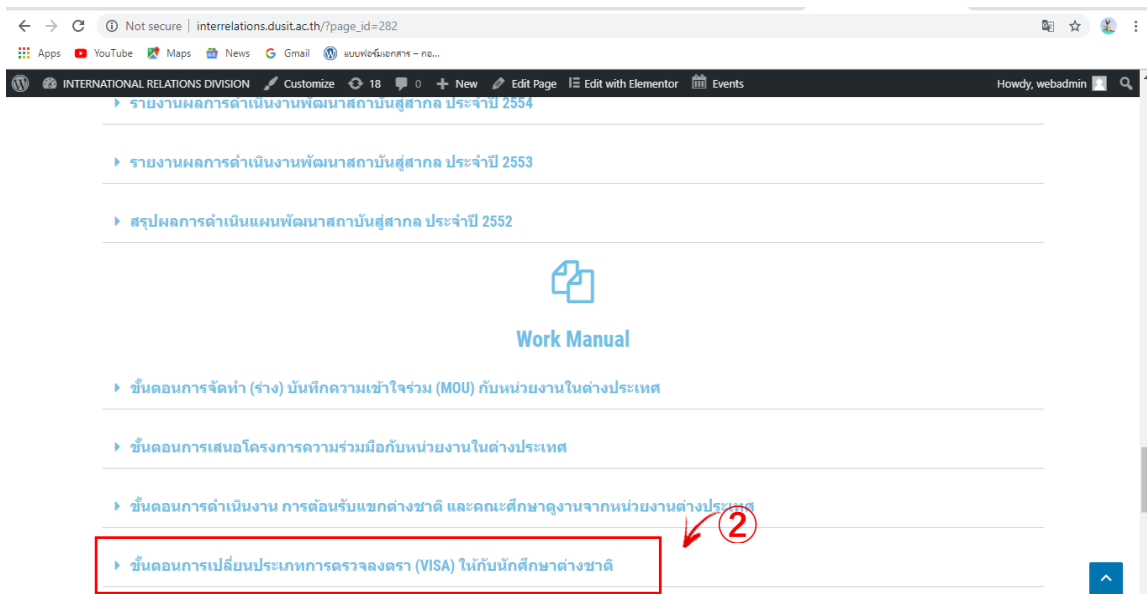 Not secure | interrelations.dusit.ac.th/?page_id=282
Apps YouTube Maps News Gmail แบบฟอร์มเอกสาร – กอ...
INTERNATIONAL RELATIONS DIVISION Customize 18 0 New Edit Page Edit with Elementor Events Howdy, webadmin
รายงานผลการดำเนินงานพัฒนาสถาบันสู่สากล ประจำปี 2554
รายงานผลการดำเนินงานพัฒนาสถาบันสู่สากล ประจำปี 2553
สรุปผลการดำเนินแผนพัฒนาสถาบันสู่สากล ประจำปี 2552
Work Manual
ขั้นตอนการจัดทำ (ร่าง) บันทึกความเข้าใจร่วม (MOU) กับหน่วยงานในต่างประเทศ
ขั้นตอนการเสนอโครงการความร่วมมือกับหน่วยงานในต่างประเทศ
ขั้นตอนการดำเนินงาน การต้อนรับแขกต่างชาติ และคณะศึกษาดูงานจากหน่วยงานต่างประเทศ
②
ขั้นตอนการเปลี่ยนประเภทการตรวจลงตรา (VISA) ให้กับนักศึกษาต่างชาติ